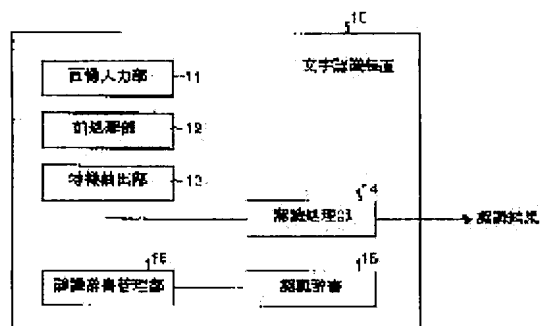 10
文字認識装置
画像入力部
11
前処理部
12
特徴抽出部
13
14
認識処理部
認識結果
認識辞書管理部
認識辞書